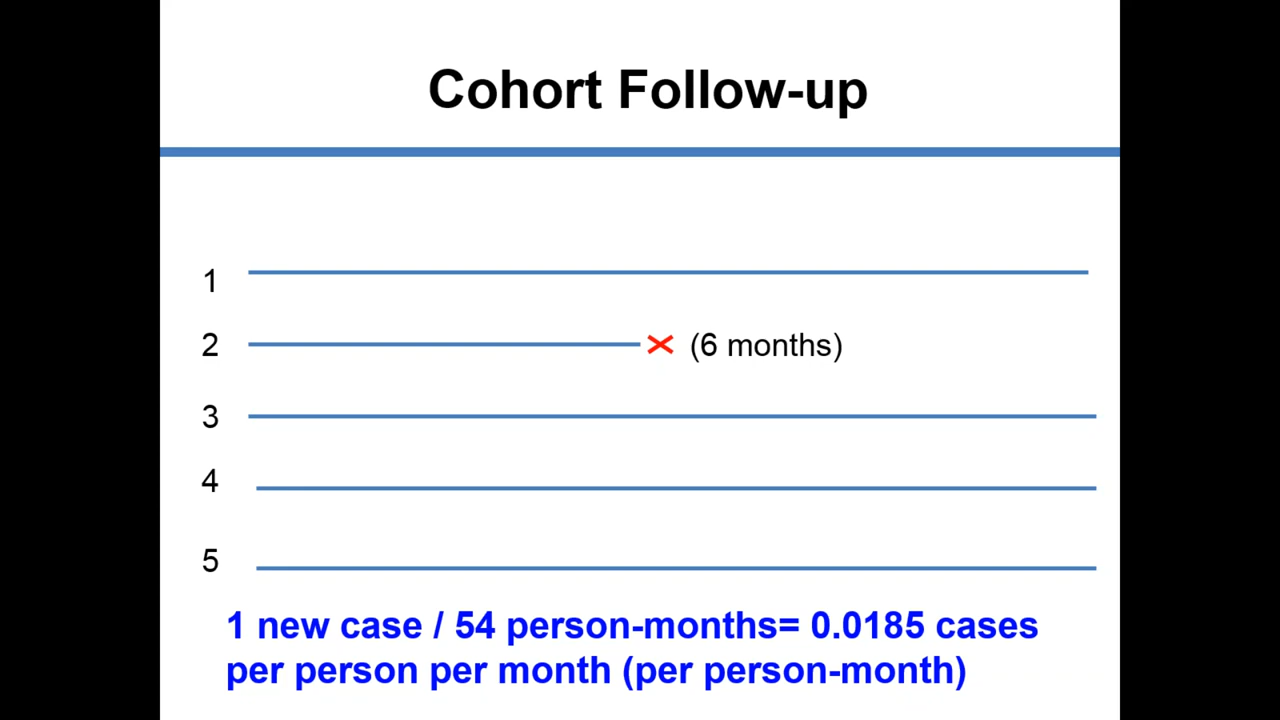 Cohort Follow-up
1
2 (6 months)
3
4
5
1 new case / 54 person-months= 0.0185 cases
per person per month (per person-month)